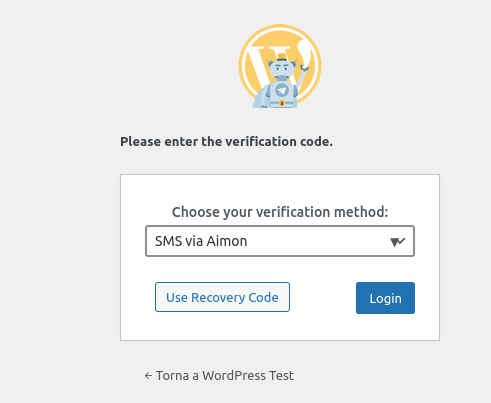 Please enter the verification code.
Choose your verification method:
SMS via Aimon
Use Recovery Code
Login
← Torna a WordPress Test